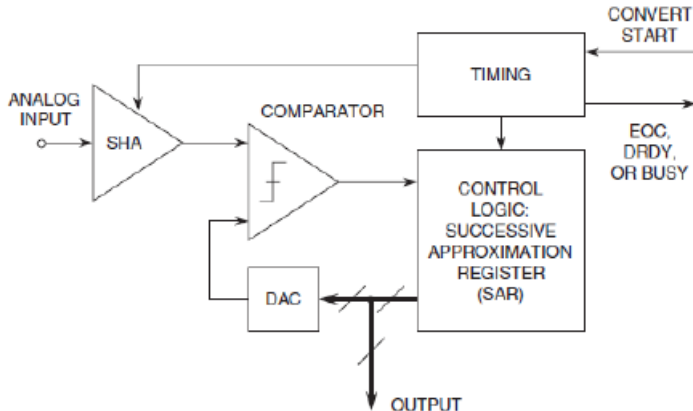 CONVERT
START
TIMING
ANALOG
INPUT
COMPARATOR
SHA
EOC,
DRDY,
OR BUSY
CONTROL
LOGIC:
SUCCESSIVE
APPROXIMATION
REGISTER
(SAR)
DAC
OUTPUT